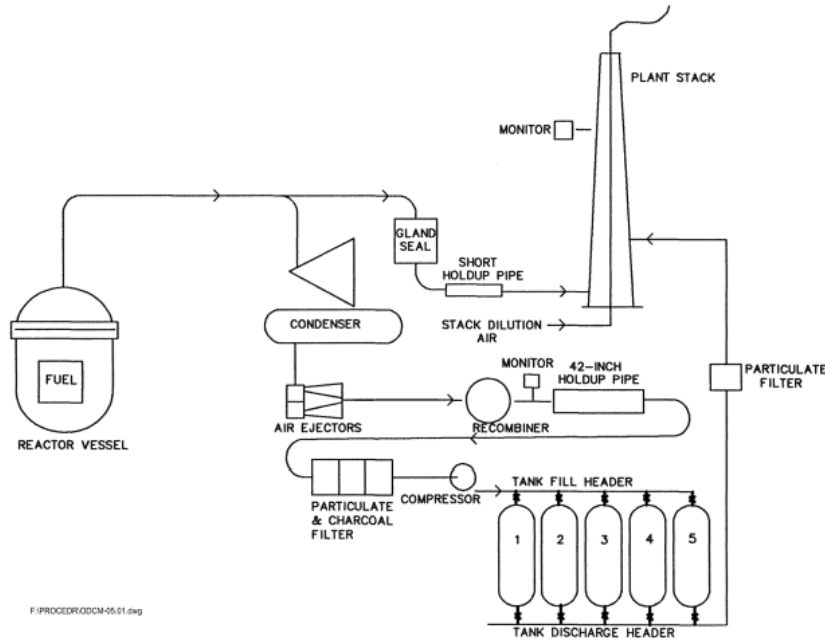 PLANT STACK
MONITOR
GLAND
SEAL
SHORT
HOLDUP PIPE
CONDENSER
STACK DILUTION
AIR
MONITOR
42-INCH
HOLDUP PIPE
PARTICULATE
FILTER
FUEL
REACTOR VESSEL
AIR EJECTORS
RECOMBINER
PARTICULATE
& CHARCOAL
FILTER
COMPRESSOR
TANK FILL HEADER
1 2 3 4 5
TANK DISCHARGE HEADER
F:\PROCEDR\ODCM-05.01.dwg